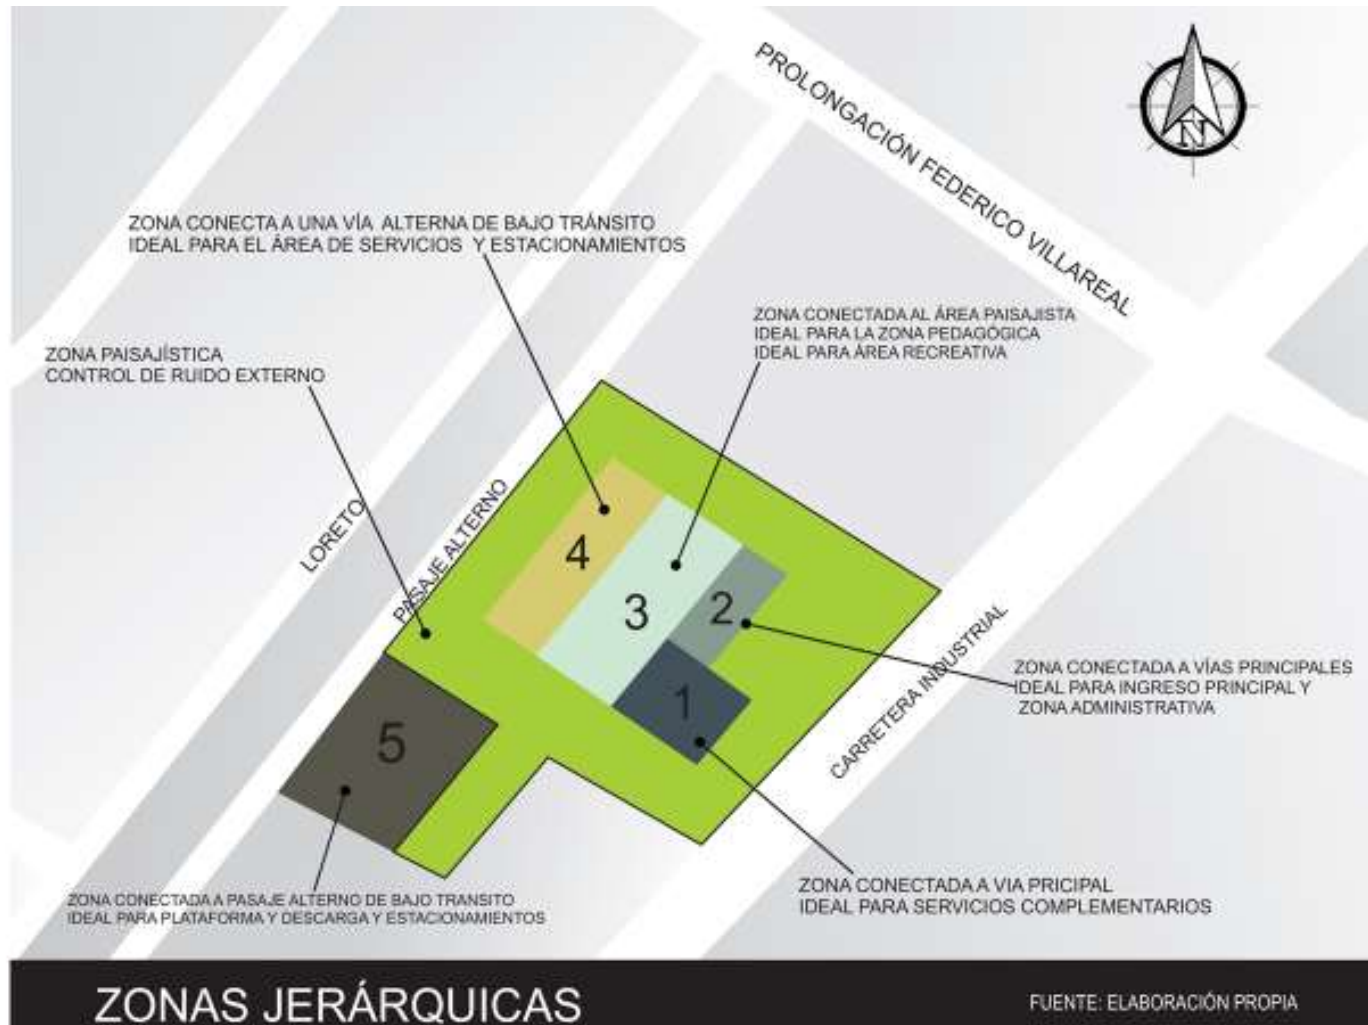 PROLONGACIÓN FEDERICO VILLAREAL
N
ZONA CONECTA A UNA VÍA ALTERNA DE BAJO TRÁNSITO
IDEAL PARA EL ÁREA DE SERVICIOS Y ESTACIONAMIENTOS
ZONA CONECTADA AL ÁREA PAISAJISTA
IDEAL PARA LA ZONA PEDAGÓGICA
IDEAL PARA ÁREA RECREATIVA
ZONA PAISAJÍSTICA
CONTROL DE RUIDO EXTERNO
LORETO
PASAJE ALTERNO
4
3
2
1
5
CARRETERA INDUSTRIAL
ZONA CONECTADA A VÍAS PRINCIPALES
IDEAL PARA INGRESO PRINCIPAL Y
ZONA ADMINISTRATIVA
ZONA CONECTADA A VIA PRICIPAL
IDEAL PARA SERVICIOS COMPLEMENTARIOS
ZONA CONECTADA A PASAJE ALTERNO DE BAJO TRANSITO
IDEAL PARA PLATAFORMA Y DESCARGA Y ESTACIONAMIENTOS
ZONAS JERÁRQUICAS
FUENTE: ELABORACIÓN PROPIA